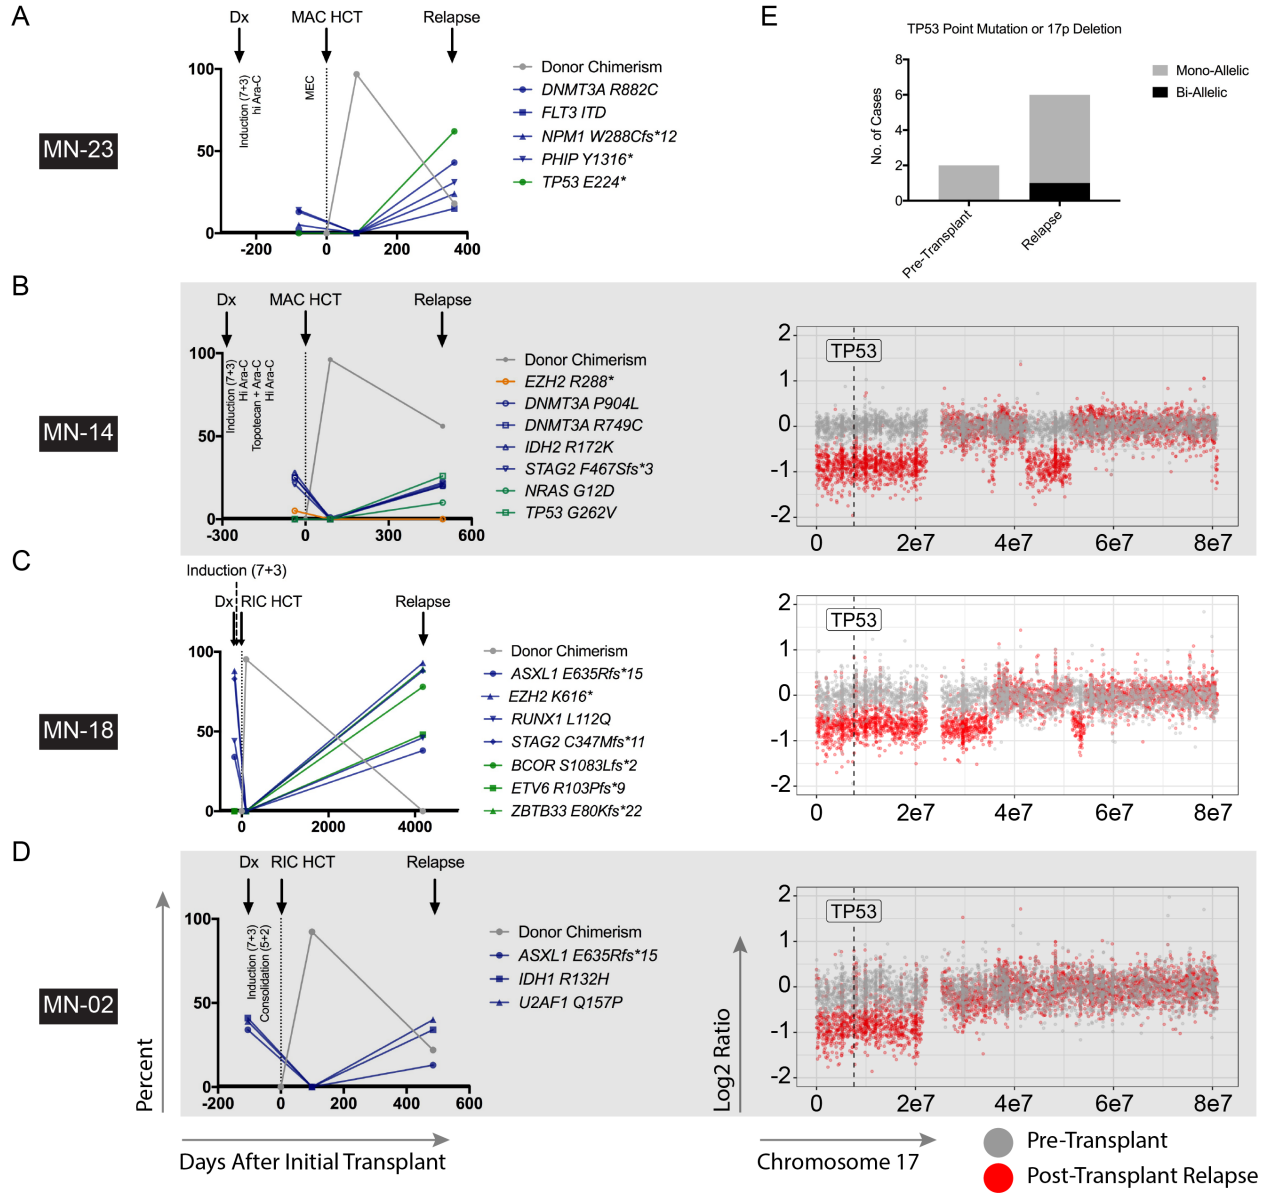 A
Dx
MAC HCT
Relapse
MN-23
100
50
0
-200
0
200
400
Induction (7+3)
hi Ara-C
MEC
Donor Chimerism
DNMT3A R882C
FLT3 ITD
NPM1 W288Cfs*12
PHIP Y1316*
TP53 E224*
E
TP53 Point Mutation or 17p Deletion
No. of Cases
8
6
4
2
0
Pre-Transplant
Relapse
Mono-Allelic
Bi-Allelic
B
Dx
MAC HCT
Relapse
MN-14
100
50
0
-300
0
300
600
Induction (7+3)
Hi Ara-C
Topotecan + Ara-C
Hi Ara-C
Donor Chimerism
EZH2 R288*
DNMT3A P904L
DNMT3A R749C
IDH2 R172K
STAG2 F467Sfs*3
NRAS G12D
TP53 G262V
TP53
2
1
0
-1
-2
0
2e7
4e7
6e7
8e7
C
Induction (7+3)
Dx
RIC HCT
Relapse
MN-18
100
50
0
0
2000
4000
Donor Chimerism
ASXL1 E635Rfs*15
EZH2 K616*
RUNX1 L112Q
STAG2 C347Mfs*11
BCOR S1083Lfs*2
ETV6 R103Pfs*9
ZBTB33 E80Kfs*22
TP53
2
1
0
-1
-2
0
2e7
4e7
6e7
8e7
D
Dx
RIC HCT
Relapse
MN-02
100
50
0
-200
0
200
400
600
Induction (7+3)
Consolidation (5+2)
Donor Chimerism
ASXL1 E635Rfs*15
IDH1 R132H
U2AF1 Q157P
TP53
2
1
0
-1
-2
0
2e7
4e7
6e7
8e7
Percent
Days After Initial Transplant
Log2 Ratio
Chromosome 17
Pre-Transplant
Post-Transplant Relapse